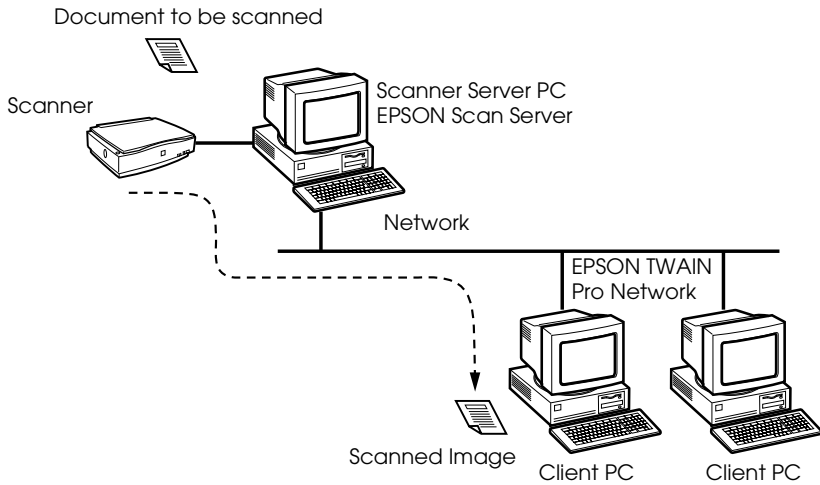 Document to be scanned
Scanner
Scanner Server PC
EPSON Scan Server
Network
EPSON TWAIN
Pro Network
Scanned Image
Client PC
Client PC